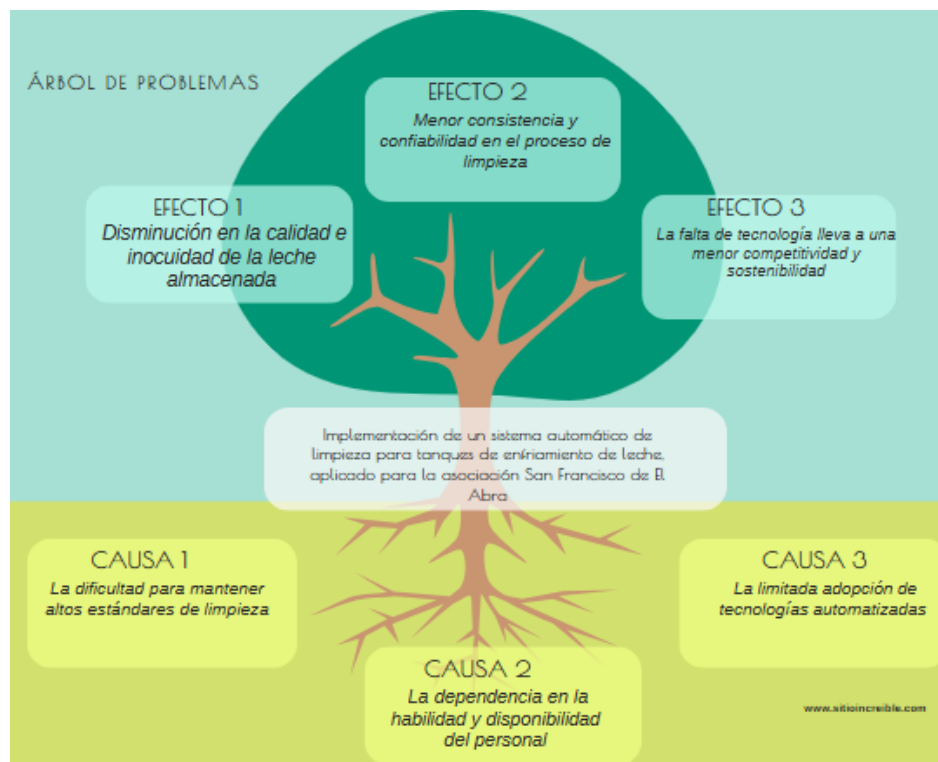 ÁRBOL DE PROBLEMAS
EFECTO 2
Menor consistencia y
confiabilidad en el proceso de
limpieza
EFECTO 1
Disminución en la calidad e
inocuidad de la leche
almacenada
EFECTO 3
La falta de tecnología lleva a una
menor competitividad y
sostenibilidad
Implementación de un sistema automático de
limpieza para tanques de enfriamiento de leche,
aplicado para la asociación San Francisco de El
Abra
CAUSA 1
La dificultad para mantener
altos estándares de limpieza
CAUSA 3
La limitada adopción de
tecnologías automatizadas
CAUSA 2
La dependencia en la
habilidad y disponibilidad
del personal
www.sitioincreible.com